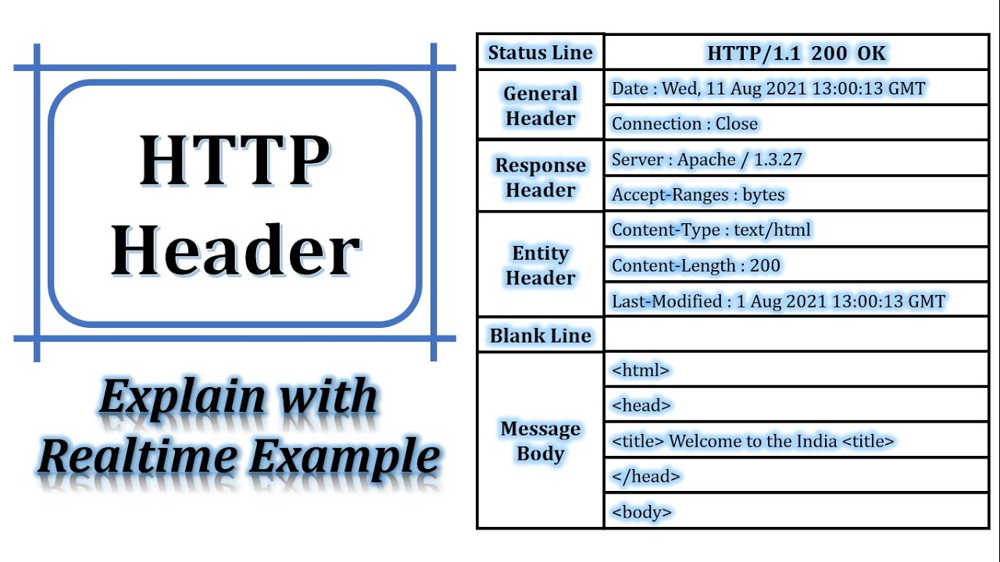 HTTP
Header
Explain with
Realtime Example
Status Line
HTTP/1.1 200 OK
General
Header
Date : Wed, 11 Aug 2021 13:00:13 GMT
Connection : Close
Response
Header
Server : Apache / 1.3.27
Accept-Ranges : bytes
Entity
Header
Content-Type : text/html
Content-Length : 200
Last-Modified : 1 Aug 2021 13:00:13 GMT
Blank Line
Message
Body
<html>
<head>
<title> Welcome to the India <title>
</head>
<body>